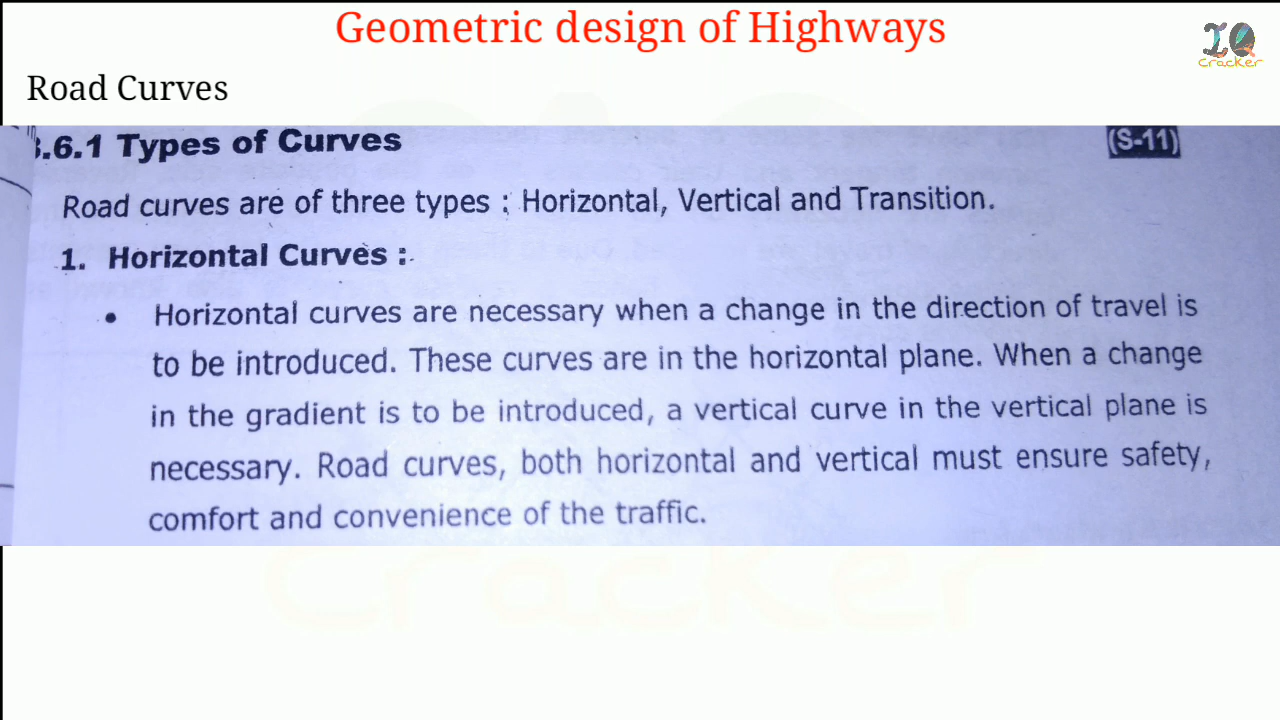 Geometric design of Highways
IQ
cracker
Road Curves
.6.1 Types of Curves
(S-11)
Road curves are of three types : Horizontal, Vertical and Transition.
1. Horizontal Curves :
• Horizontal curves are necessary when a change in the direction of travel is
to be introduced. These curves are in the horizontal plane. When a change
in the gradient is to be introduced, a vertical curve in the vertical plane is
necessary. Road curves, both horizontal and vertical must ensure safety,
comfort and convenience of the traffic.
cracker